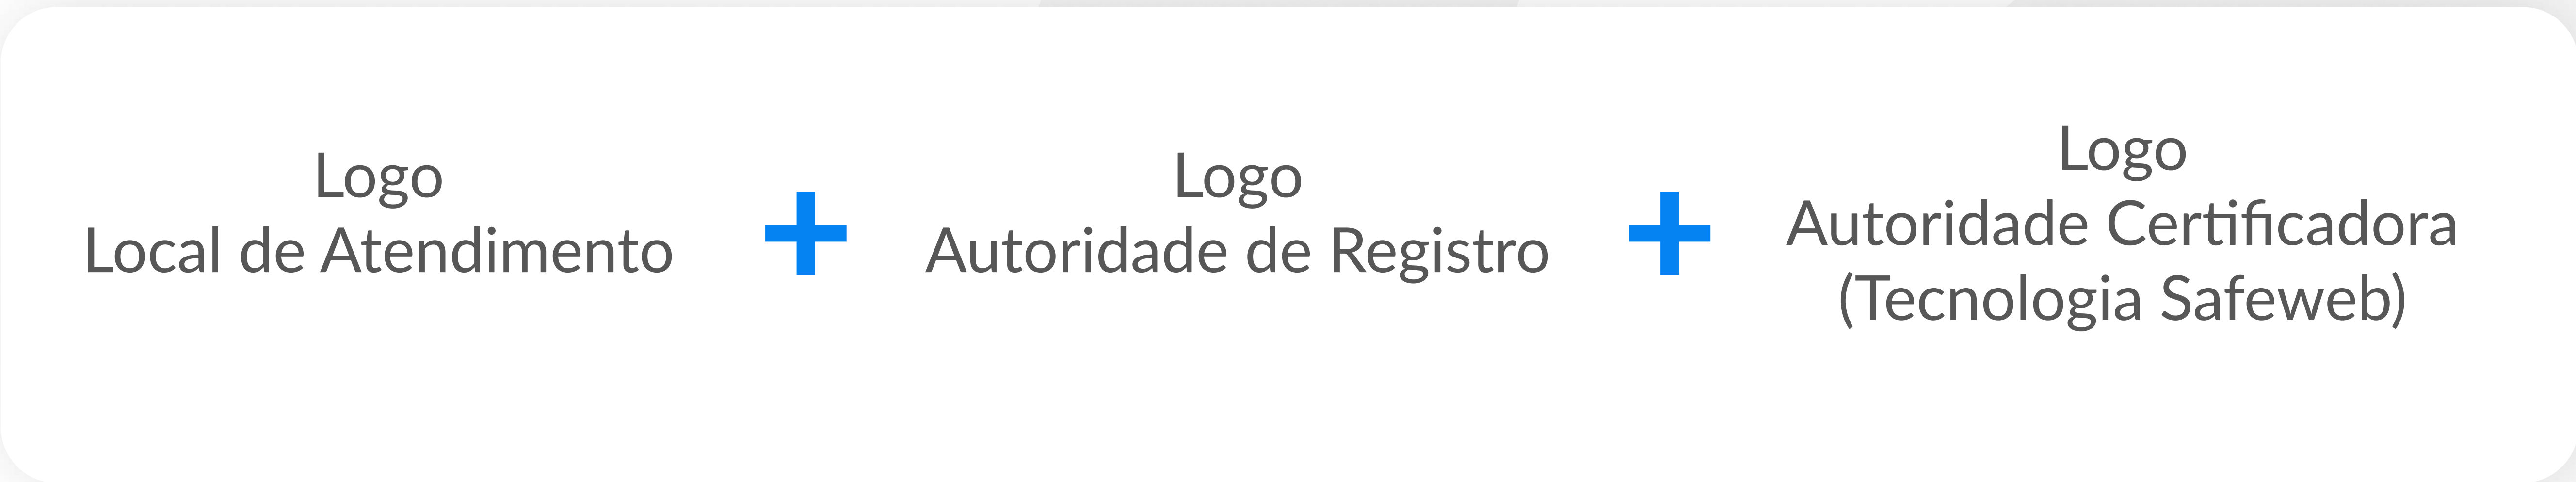 Logo
Local de Atendimento
+
Logo
Autoridade de Registro
+
Logo
Autoridade Certificadora
(Tecnologia Safeweb)